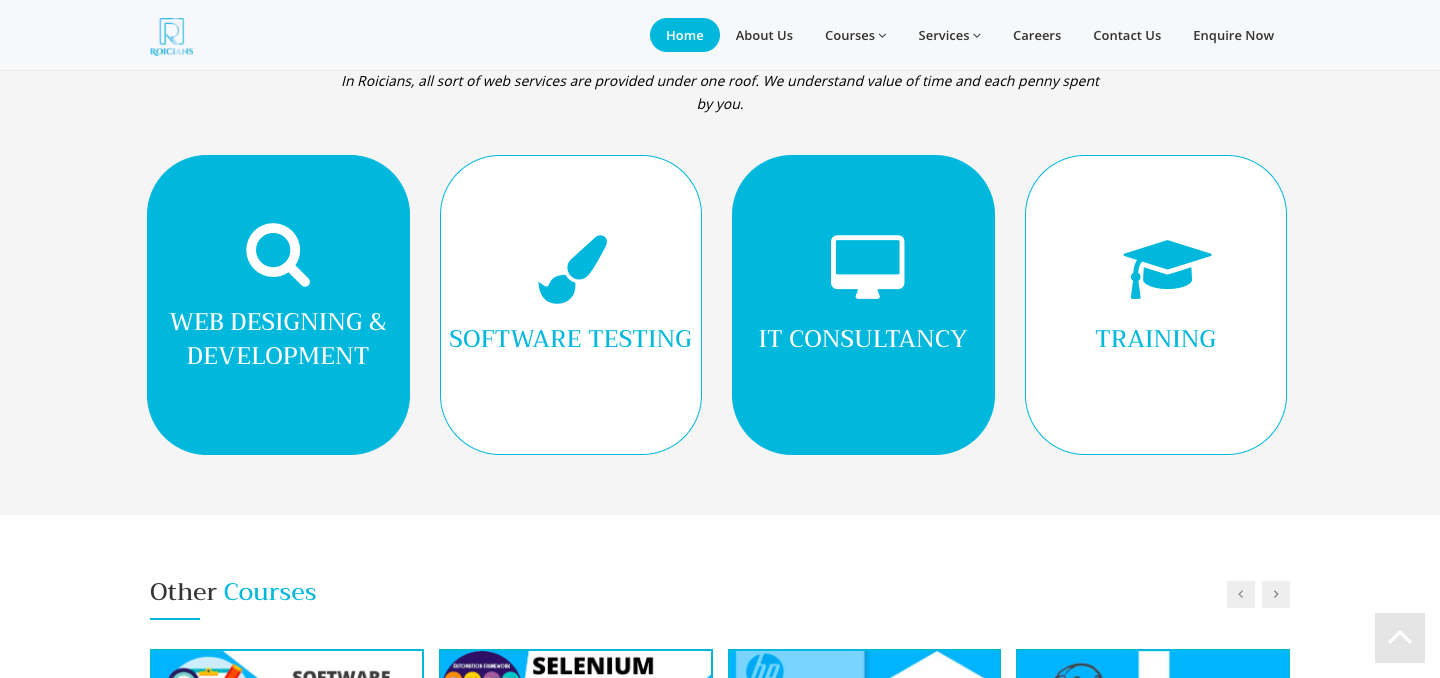 ROICIANS
Home About Us Courses Services Careers Contact Us Enquire Now
In Roicians, all sort of web services are provided under one roof. We understand value of time and each penny spent
by you.
WEB DESIGNING &
DEVELOPMENT
SOFTWARE TESTING
IT CONSULTANCY
TRAINING
Other Courses
SOFTWARE
AUTOMATION FRAMEWORK
SELENIUM
hp